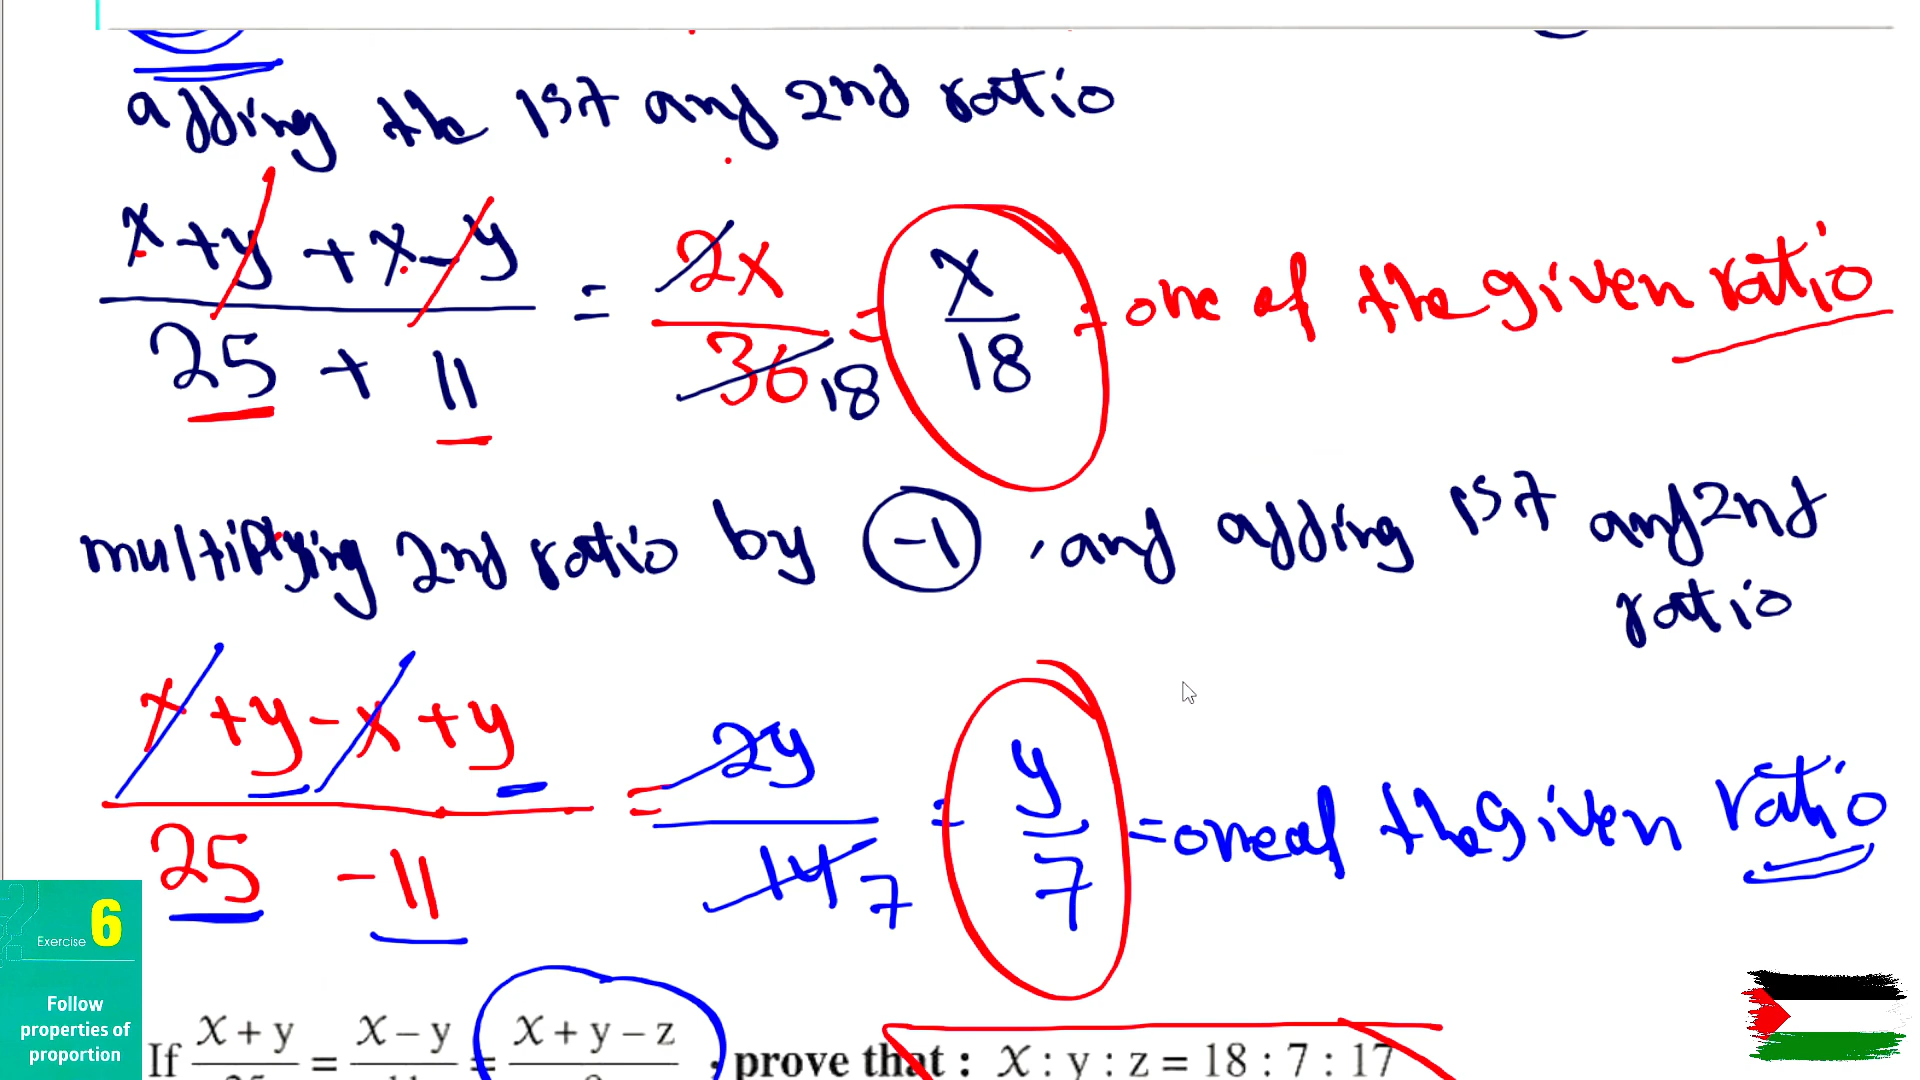 adding the 1st and 2nd ratio
x + y + x - y / 25 + 11 = 2x / 36 18 = x / 18 = one of the given ratio
multiplying 2nd ratio by -1, and adding 1st and 2nd
ratio
x + y - x + y / 25 - 11 = 2y / 14 7 = y / 7 = one of the given ratio
Exercise 6
Follow
properties of
proportion
If x + y / 25 = x - y / 11 = x + y - z / , prove that : x : y : z = 18 : 7 : 17